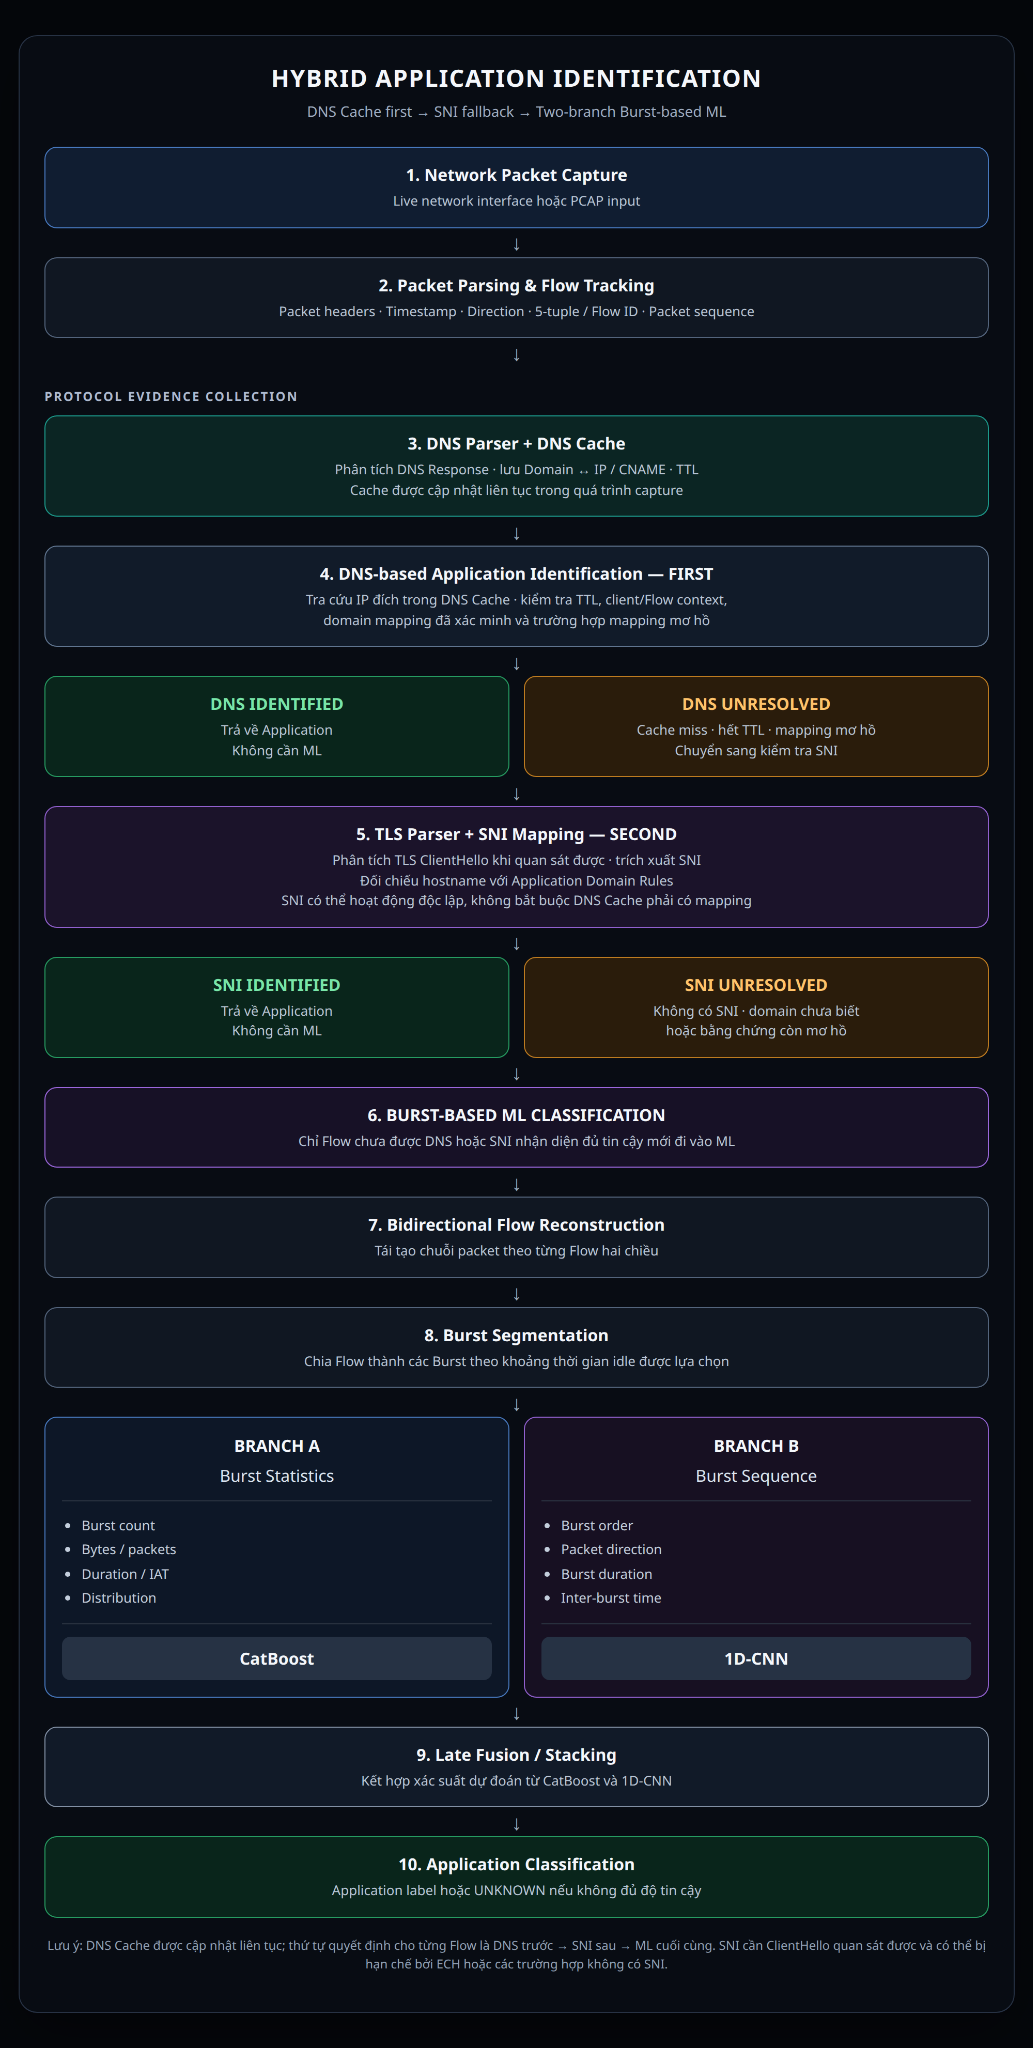 HYBRID APPLICATION IDENTIFICATION
DNS Cache first → SNI fallback → Two-branch Burst-based ML
1. Network Packet Capture
Live network interface hoặc PCAP input
↓
2. Packet Parsing & Flow Tracking
Packet headers · Timestamp · Direction · 5-tuple / Flow ID · Packet sequence
↓
PROTOCOL EVIDENCE COLLECTION
3. DNS Parser + DNS Cache
Phân tích DNS Response · lưu Domain ↔ IP / CNAME · TTL
Cache được cập nhật liên tục trong quá trình capture
↓
4. DNS-based Application Identification — FIRST
Tra cứu IP đích trong DNS Cache · kiểm tra TTL, client/Flow context,
domain mapping đã xác minh và trường hợp mapping mơ hồ
↓
DNS IDENTIFIED
Trả về Application
Không cần ML
DNS UNRESOLVED
Cache miss · hết TTL · mapping mơ hồ
Chuyển sang kiểm tra SNI
↓
5. TLS Parser + SNI Mapping — SECOND
Phân tích TLS ClientHello khi quan sát được · trích xuất SNI
Đối chiếu hostname với Application Domain Rules
SNI có thể hoạt động độc lập, không bắt buộc DNS Cache phải có mapping
↓
SNI IDENTIFIED
Trả về Application
Không cần ML
SNI UNRESOLVED
Không có SNI · domain chưa biết
hoặc bằng chứng còn mơ hồ
↓
6. BURST-BASED ML CLASSIFICATION
Chỉ Flow chưa được DNS hoặc SNI nhận diện đủ tin cậy mới đi vào ML
↓
7. Bidirectional Flow Reconstruction
Tái tạo chuỗi packet theo từng Flow hai chiều
↓
8. Burst Segmentation
Chia Flow thành các Burst theo khoảng thời gian idle được lựa chọn
↓
BRANCH A
Burst Statistics
• Burst count
• Bytes / packets
• Duration / IAT
• Distribution
CatBoost
BRANCH B
Burst Sequence
• Burst order
• Packet direction
• Burst duration
• Inter-burst time
1D-CNN
↓
9. Late Fusion / Stacking
Kết hợp xác suất dự đoán từ CatBoost và 1D-CNN
↓
10. Application Classification
Application label hoặc UNKNOWN nếu không đủ độ tin cậy
Lưu ý: DNS Cache được cập nhật liên tục; thứ tự quyết định cho từng Flow là DNS trước → SNI sau → ML cuối cùng. SNI cần ClientHello quan sát được và có thể bị
hạn chế bởi ECH hoặc các trường hợp không có SNI.